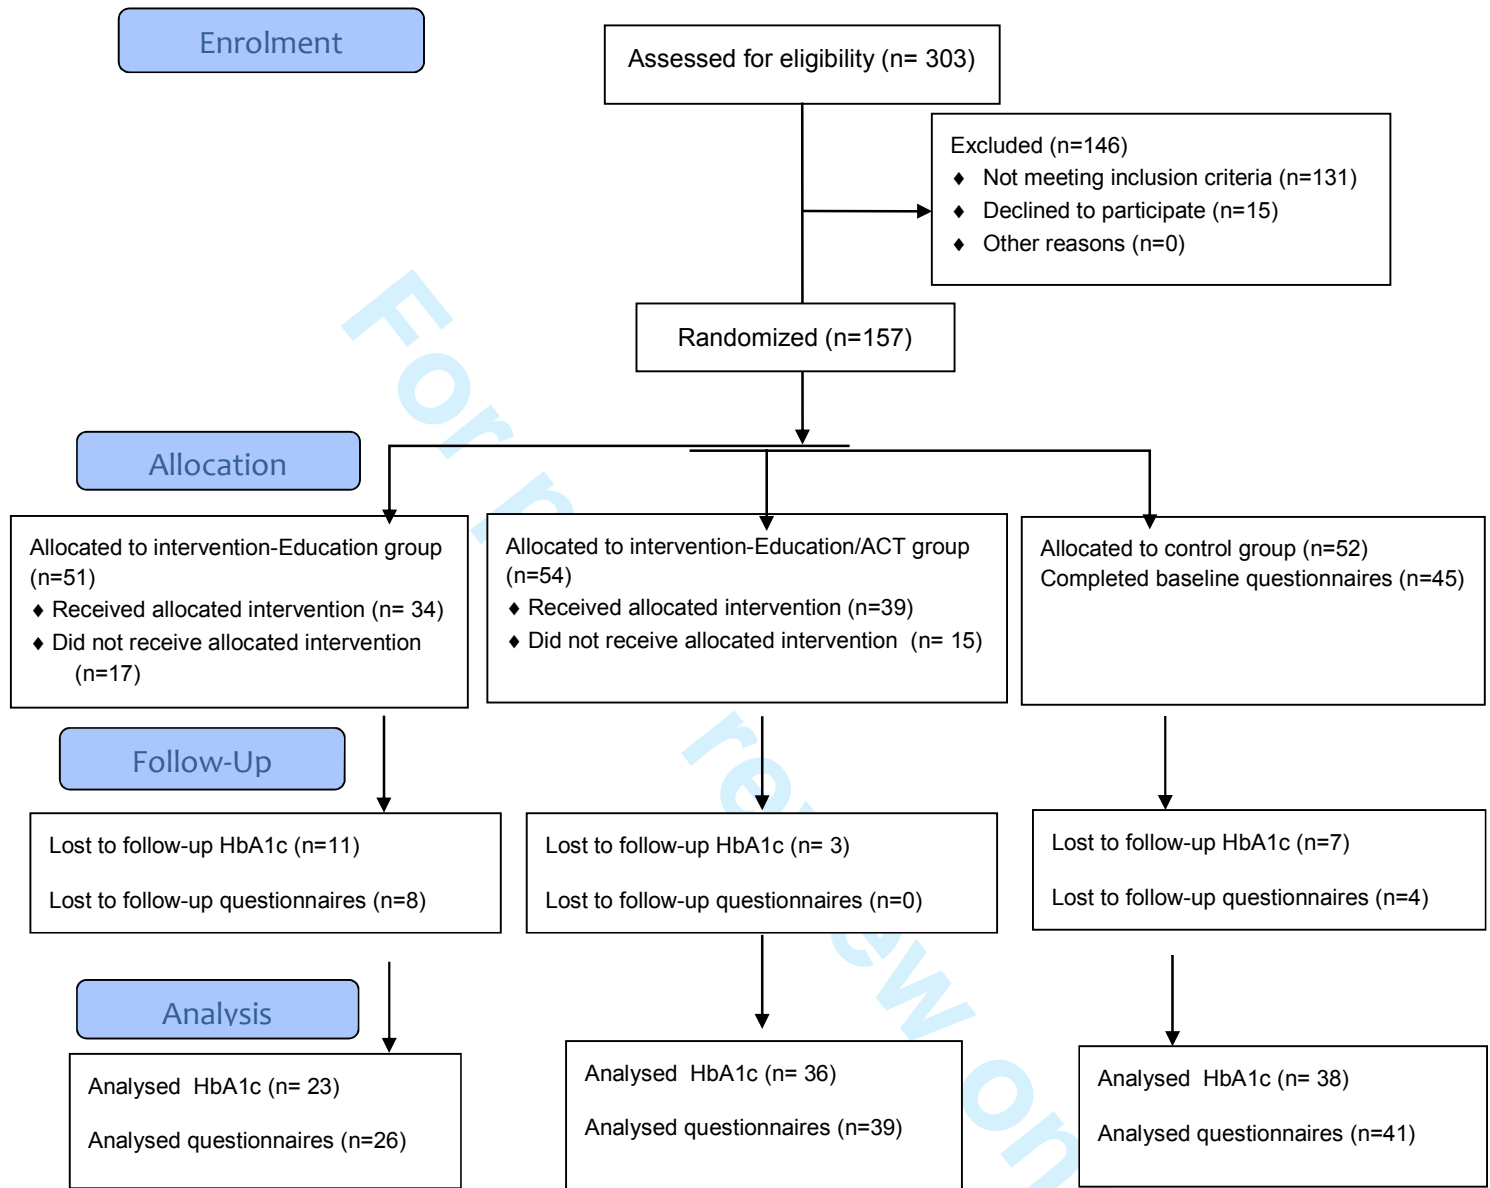 Enrolment
Assessed for eligibility (n= 303)
Excluded (n=146)
♦ Not meeting inclusion criteria (n=131)
♦ Declined to participate (n=15)
♦ Other reasons (n=0)
Randomized (n=157)
Allocation
Allocated to intervention-Education group
(n=51)
♦ Received allocated intervention (n= 34)
♦ Did not receive allocated intervention
(n=17)
Allocated to intervention-Education/ACT group
(n=54)
♦ Received allocated intervention (n=39)
♦ Did not receive allocated intervention (n= 15)
Allocated to control group (n=52)
Completed baseline questionnaires (n=45)
Follow-Up
Lost to follow-up HbA1c (n=11)
Lost to follow-up questionnaires (n=8)
Lost to follow-up HbA1c (n= 3)
Lost to follow-up questionnaires (n=0)
Lost to follow-up HbA1c (n=7)
Lost to follow-up questionnaires (n=4)
Analysis
Analysed HbA1c (n= 23)
Analysed questionnaires (n=26)
Analysed HbA1c (n= 36)
Analysed questionnaires (n=39)
Analysed HbA1c (n= 38)
Analysed questionnaires (n=41)
For
review